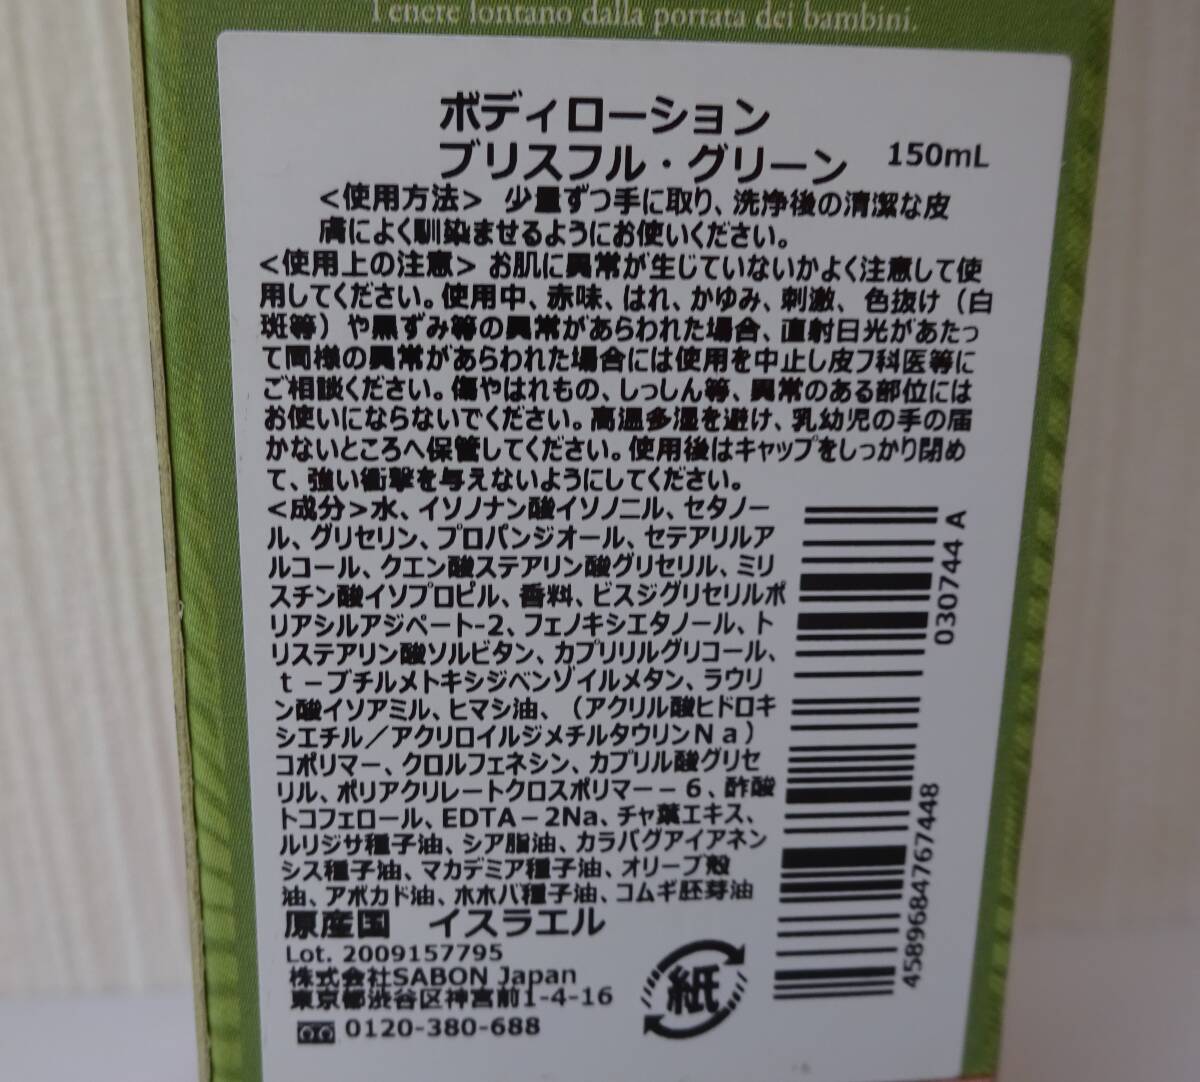 Tenere lontano dalla portata dei bambini.
ボディローション
ブリスフル・グリーン 150mL
<使用方法> 少量ずつ手に取り、洗浄後の清潔な皮
膚によく馴染ませるようにお使いください。
<使用上の注意> お肌に異常が生じていないかよく注意して使
用してください。使用中、赤味、はれ、かゆみ、刺激、色抜け（白
斑等）や黒ずみ等の異常があらわれた場合、直射日光があたっ
て同様の異常があらわれた場合には使用を中止し皮フ科医等に
ご相談ください。傷やはれもの、しっしん等、異常のある部位には
お使いにならないでください。高温多湿を避け、乳幼児の手の届
かないところへ保管してください。使用後はキャップをしっかり閉め
て、強い衝撃を与えないようにしてください。
<成分>水、イソノナン酸イソノニル、セタノー
ル、グリセリン、プロパンジオール、セテアリルア
ルコール、クエン酸ステアリン酸グリセリル、ミリ
スチン酸イソプロピル、香料、ビスジグリセリルポ
リアシルアジペート-2、フェノキシエタノール、ト
リステアリン酸ソルビタン、カプリリルグリコール、
ｔ－ブチルメトキシジベンゾイルメタン、ラウリ
ン酸イソアミル、ヒマシ油、（アクリル酸ヒドロキ
シエチル／アクリロイルジメチルタウリンＮａ）
コポリマー、クロルフェネシン、カプリル酸グリセ
リル、ポリアクリレートクロスポリマー－６、酢酸
トコフェロール、EDTA－2Na、チャ葉エキス、
ルリジサ種子油、シア脂油、カラパグアイアネン
シス種子油、マカデミア種子油、オリーブ殻
油、アボカド油、ホホバ種子油、コムギ胚芽油
原産国 イスラエル
Lot. 2009157795
株式会社SABON Japan
東京都渋谷区神宮前1-4-16
0120-380-688
紙
030744 A
4589684767448